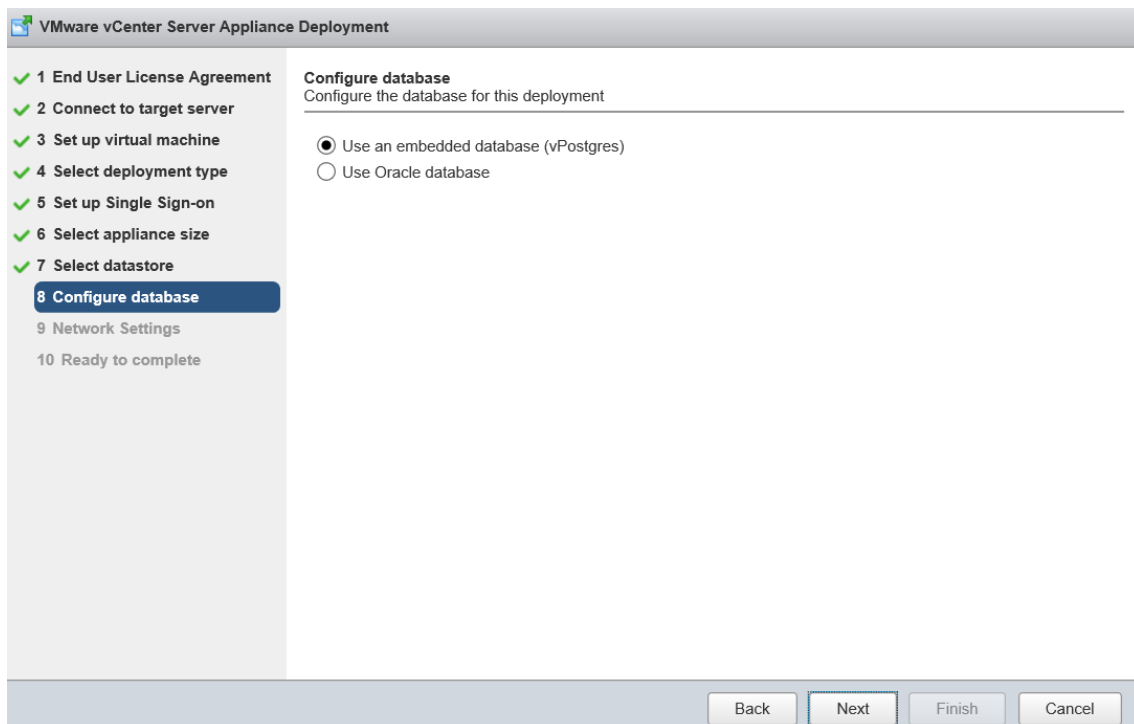 VMware vCenter Server Appliance Deployment
1 End User License Agreement
2 Connect to target server
3 Set up virtual machine
4 Select deployment type
5 Set up Single Sign-on
6 Select appliance size
7 Select datastore
8 Configure database
9 Network Settings
10 Ready to complete
Configure database
Configure the database for this deployment
Use an embedded database (vPostgres)
Use Oracle database
Back
Next
Finish
Cancel